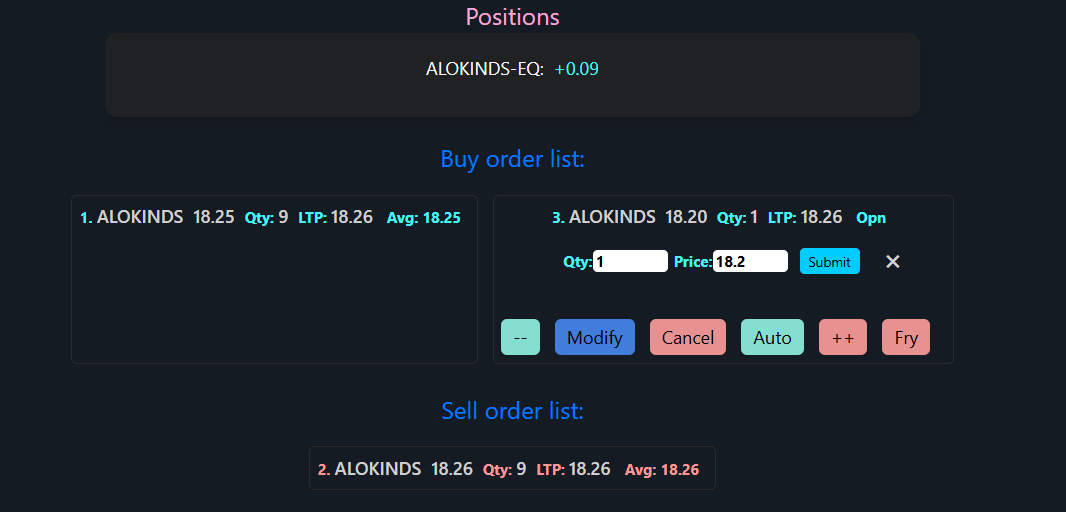 Positions
ALOKINDS-EQ: +0.09
Buy order list:
1. ALOKINDS 18.25 Qty: 9 LTP: 18.26 Avg: 18.25
3. ALOKINDS 18.20 Qty: 1 LTP: 18.26 Opn
Qty: 1 Price: 18.2 Submit ×
-- Modify Cancel Auto ++ Fry
Sell order list:
2. ALOKINDS 18.26 Qty: 9 LTP: 18.26 Avg: 18.26